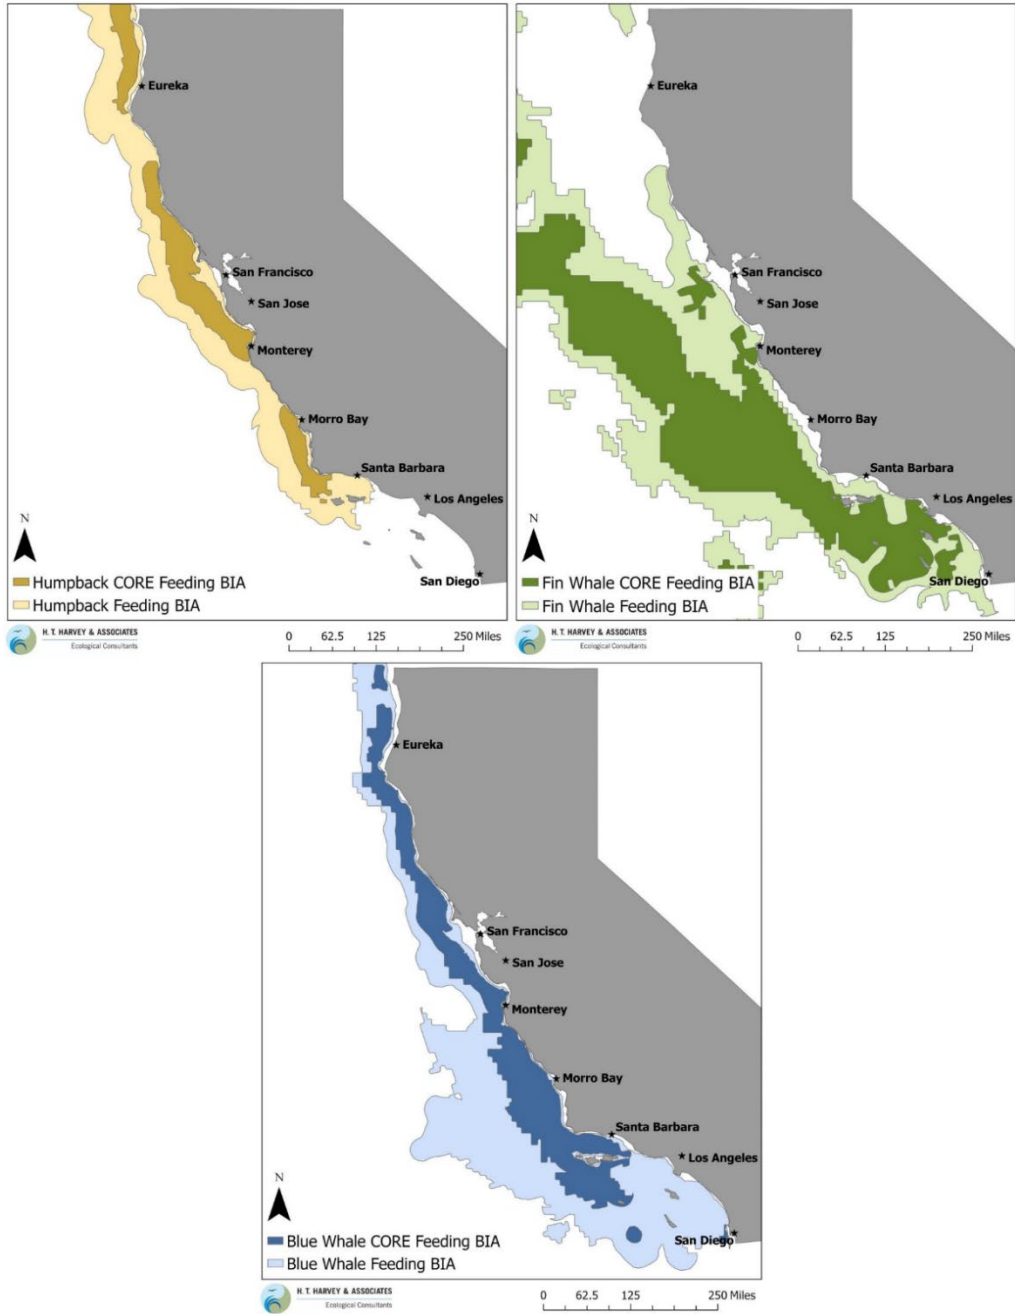 Eureka
San Francisco
San Jose
Monterey
Morro Bay
Santa Barbara
Los Angeles
San Diego
N
Humpback CORE Feeding BIA
Humpback Feeding BIA
H. T. HARVEY & ASSOCIATES
Ecological Consultants
0 62.5 125 250 Miles
Eureka
San Francisco
San Jose
Monterey
Morro Bay
Santa Barbara
Los Angeles
San Diego
N
Fin Whale CORE Feeding BIA
Fin Whale Feeding BIA
H. T. HARVEY & ASSOCIATES
Ecological Consultants
0 62.5 125 250 Miles
Eureka
San Francisco
San Jose
Monterey
Morro Bay
Santa Barbara
Los Angeles
San Diego
N
Blue Whale CORE Feeding BIA
Blue Whale Feeding BIA
H. T. HARVEY & ASSOCIATES
Ecological Consultants
0 62.5 125 250 Miles